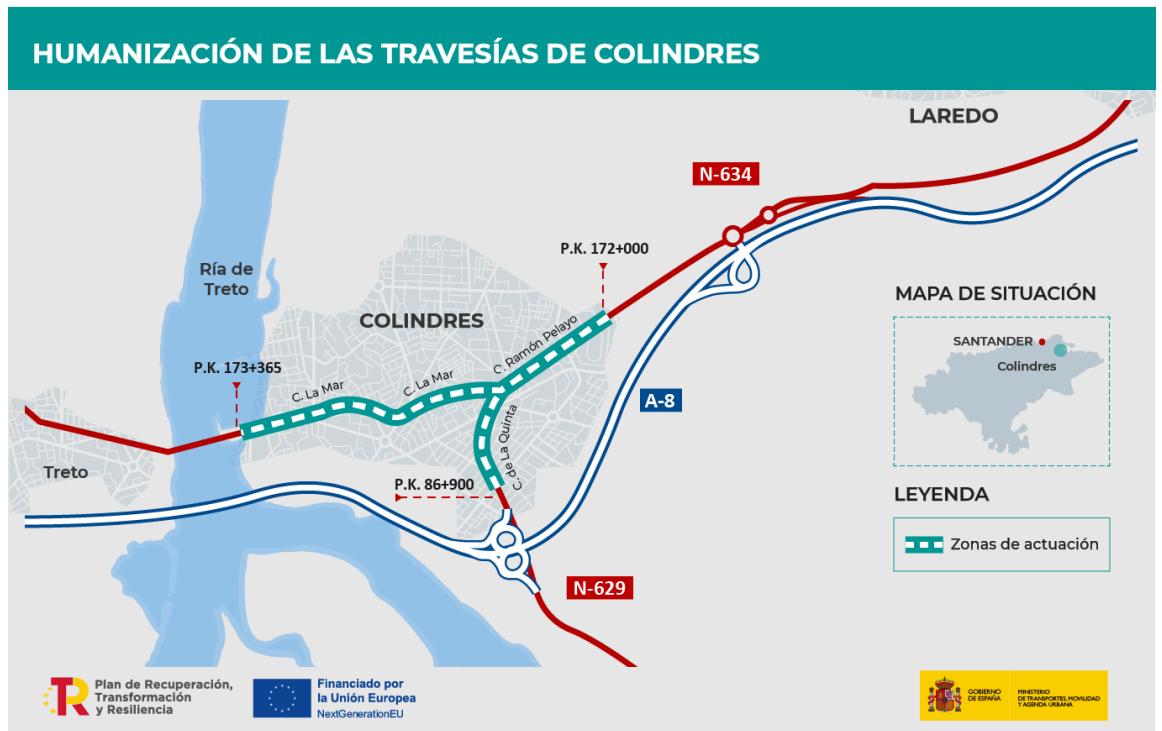 HUMANIZACIÓN DE LAS TRAVESÍAS DE COLINDRES
LAREDO
N-634
P.K. 172+000
Ría de
Treto
COLINDRES
MAPA DE SITUACIÓN
SANTANDER
Colindres
C. Ramón Pelayo
P.K. 173+365
C. La Mar
C. La Mar
A-8
C. de La Quinta
Treto
P.K. 86+900
LEYENDA
Zonas de actuación
N-629
Plan de Recuperación,
Transformación
y Resiliencia
Financiado por
la Unión Europea
NextGenerationEU
GOBIERNO
DE ESPAÑA
MINISTERIO
DE TRANSPORTES, MOVILIDAD
Y AGENDA URBANA